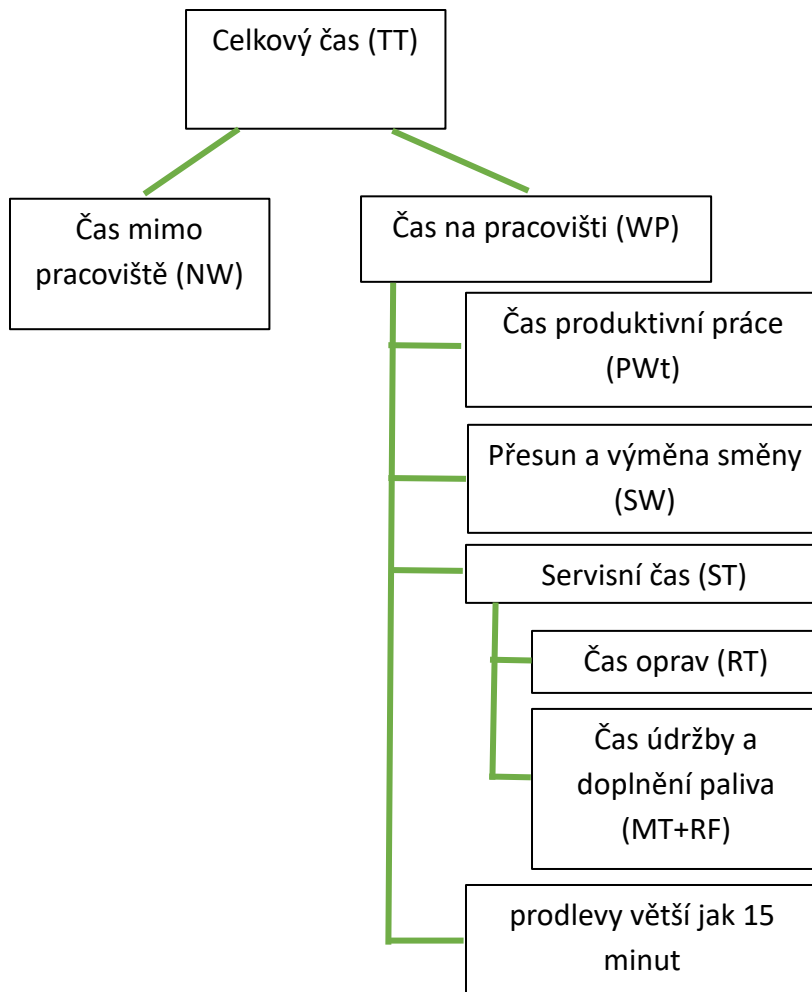 Celkový čas (TT)
Čas mimo
pracoviště (NW)
Čas na pracovišti (WP)
Čas produktivní práce
(PWt)
Přesun a výměna směny
(SW)
Servisní čas (ST)
Čas oprav (RT)
Čas údržby a
doplnění paliva
(MT+RF)
prodlevy větší jak 15
minut